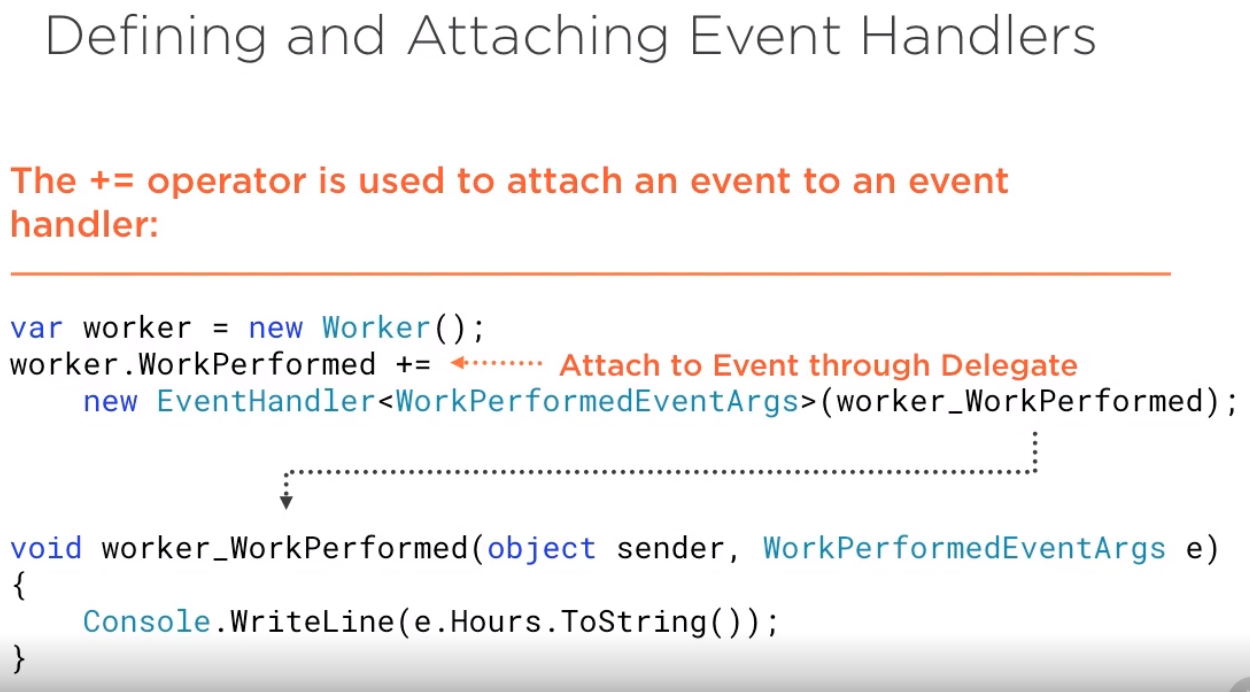 Defining and Attaching Event Handlers
The += operator is used to attach an event to an event
handler:
var worker = new Worker();
worker.WorkPerformed += Attach to Event through Delegate
    new EventHandler<WorkPerformedEventArgs>(worker_WorkPerformed);
void worker_WorkPerformed(object sender, WorkPerformedEventArgs e)
{
    Console.WriteLine(e.Hours.ToString());
}